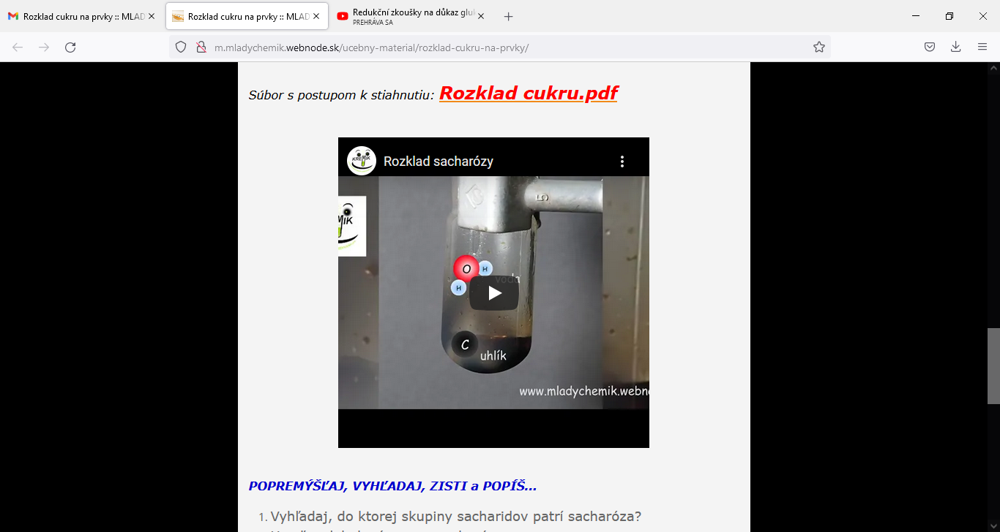 Rozklad cukru na prvky :: MLAD
Rozklad cukru na prvky :: MLAD
Redukční zkoušky na důkaz glu
PREHRÁVA SA
m.mladychemik.webnode.sk/ucebny-material/rozklad-cukru-na-prvky/
Súbor s postupom k stiahnutiu: Rozklad cukru.pdf
KREMIK
Rozklad sacharózy
5
MIK
O
H
voda
H
C
uhlík
www.mladychemik.webno
POPREMÝŠĽAJ, VYHĽADAJ, ZISTI a POPÍŠ...
1. Vyhľadaj, do ktorej skupiny sacharidov patrí sacharóza?